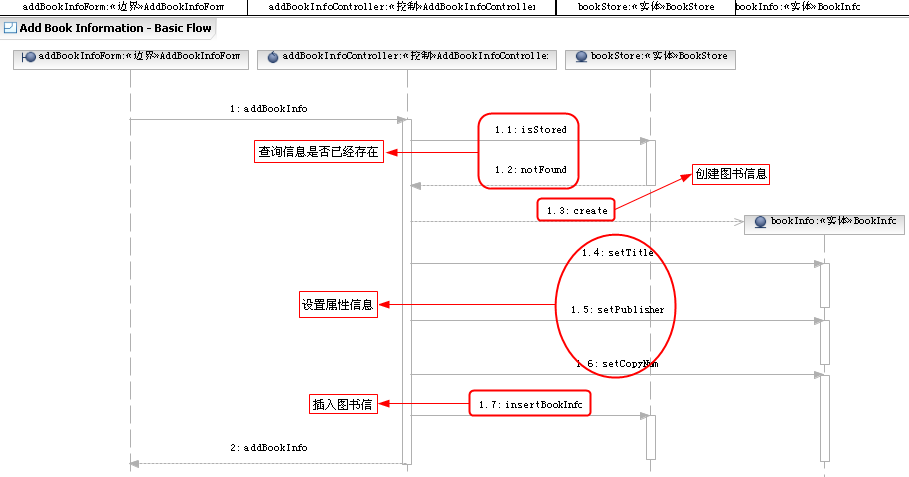 addBookInfoForm:«边界»AddBookInfoForm
addBookInfoController:«控制»AddBookInfoController
bookStore:«实体»BookStore
bookInfo:«实体»BookInfc
Add Book Information - Basic Flow
addBookInfoForm:«边界»AddBookInfoForm
addBookInfoController:«控制»AddBookInfoControlle
bookStore:«实体»BookStore
1: addBookInfo
1.1: isStored
查询信息是否已经存在
1.2: notFound
创建图书信息
1.3: create
bookInfo:«实体»BookInfc
1.4: setTitle
设置属性信息
1.5: setPublisher
1.6: setCopyNum
插入图书信
1.7: insertBookInfc
2: addBookInfo